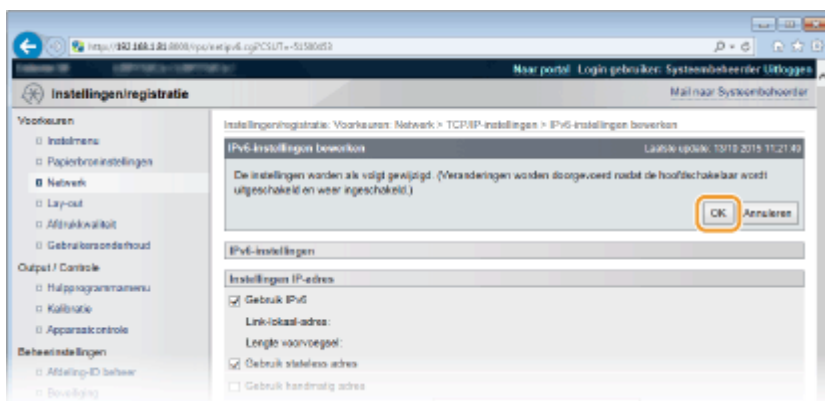 Naar portal Login gebruiker: Systeembeheerder Uitloggen
Instellingen/registratie
Mail naar Systeembeheerder
Voorkeuren
Instelmenu
Papierbroninstellingen
Netwerk
Lay-out
Afdrukkwaliteit
Gebruikersonderhoud
Output / Controle
Hulpprogrammamenu
Kalibratie
Apparaatcontrole
Beheerinstellingen
Afdeling-ID beheer
Beveiliging
Instellingen/registratie: Voorkeuren: Netwerk > TCP/IP-instellingen > IPv6-instellingen bewerken
IPv6-instellingen bewerken
Laatste update: 13/10 2015 11:21:49
De instellingen worden als volgt gewijzigd. (Veranderingen worden doorgevoerd nadat de hoofdschakelaar wordt
uitgeschakeld en weer ingeschakeld.)
OK Annuleren
IPv6-instellingen
Instellingen IP-adres
Gebruik IPv6
Link-lokaal-adres:
Lengte voorvoegsel:
Gebruik stateless adres
Gebruik handmatig adres